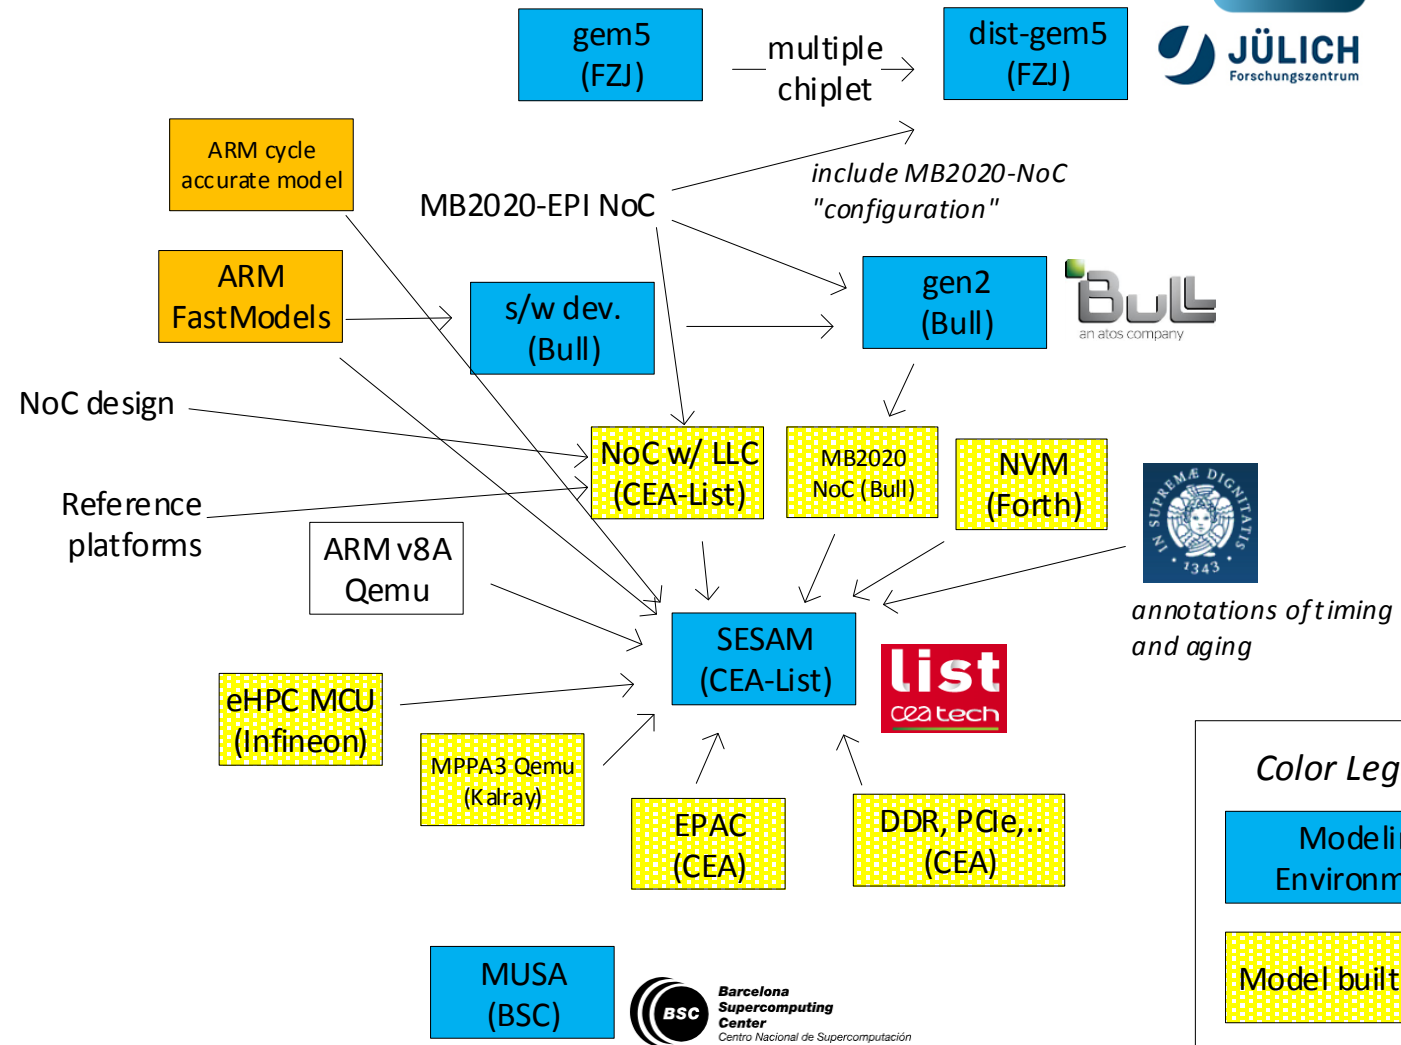 gem5
(FZJ)
multiple
chiplet
dist-gem5
(FZJ)
JÜLICH
Forschungszentrum
ARM cycle
accurate model
MB2020-EPI NoC
include MB2020-NoC
"configuration"
ARM
FastModels
s/w dev.
(Bull)
gen2
(Bull)
Bull
an atos company
NoC design
NoC w/ LLC
(CEA-List)
MB2020
NoC (Bull)
NVM
(Forth)
IN SUPREMÆ DIGNITATIS
1343
Reference
platforms
ARM v8A
Qemu
annotations of timing
and aging
SESAM
(CEA-List)
list
cea tech
eHPC MCU
(Infineon)
MPPA3 Qemu
(Kalray)
EPAC
(CEA)
DDR, PCIe,..
(CEA)
Color Leg
Modeli
Environm
Model built
MUSA
(BSC)
BSC
Barcelona
Supercomputing
Center
Centro Nacional de Supercomputación